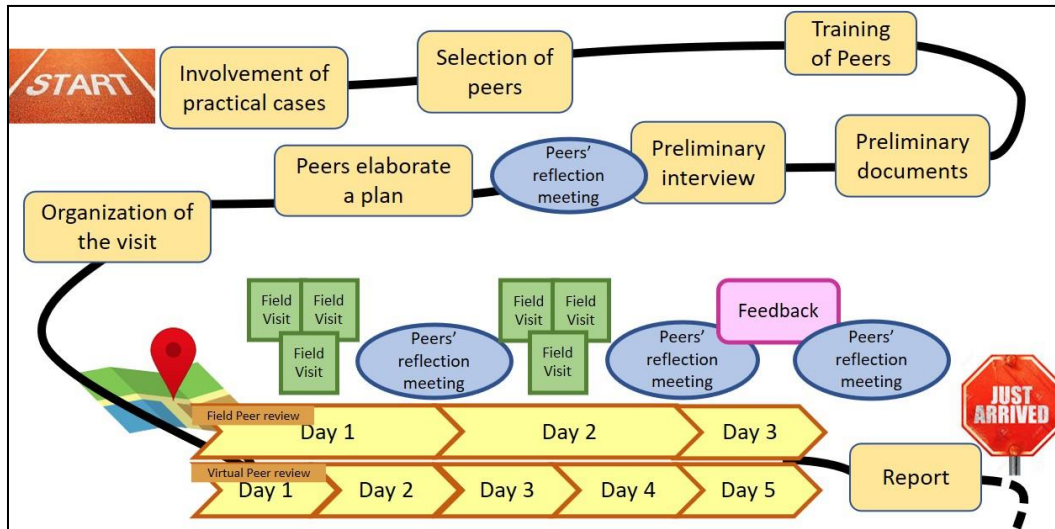 START
Involvement of
practical cases
Selection of
peers
Training
of Peers
Preliminary
documents
Preliminary
interview
Peers'
reflection
meeting
Peers elaborate
a plan
Organization of
the visit
Field
Visit
Field
Visit
Field
Visit
Peers'
reflection
meeting
Field
Visit
Field
Visit
Field
Visit
Peers'
reflection
meeting
Feedback
Peers'
reflection
meeting
Field Peer review
Day 1
Day 2
Day 3
Virtual Peer review
Day 1
Day 2
Day 3
Day 4
Day 5
Report
JUST
ARRIVED